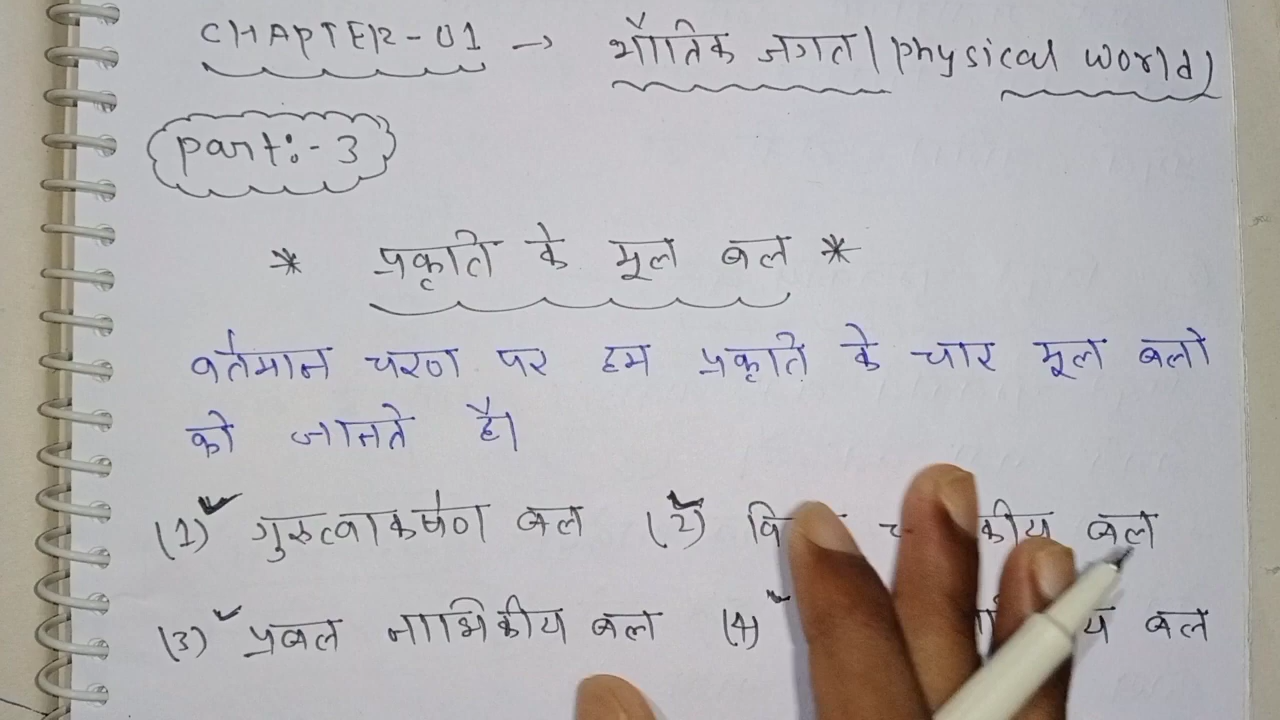 CHAPTER-01 → भौतिक जगत (physical world)
part:-3
* प्रकृति के मूल बल *
वर्तमान चरण पर हम प्रकृति के चार मूल बलो
को जानते है।
(1) गुरुत्वाकर्षण बल (2) बल
(3) प्रबल नाभिकीय बल (4) बल